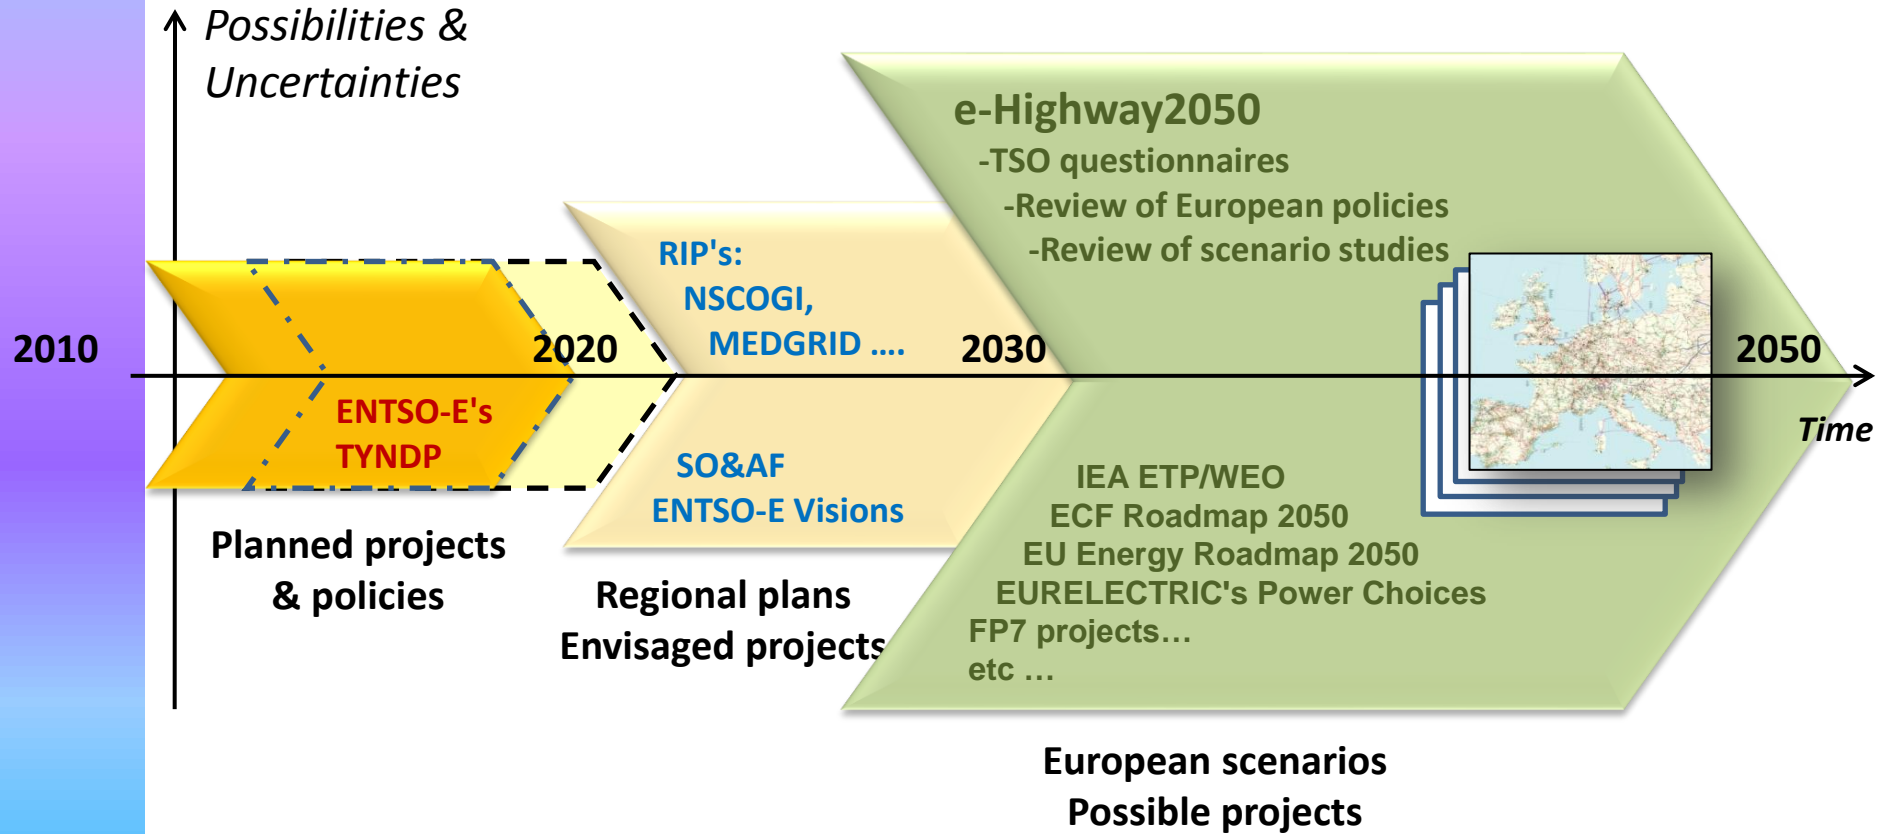 Possibilities &
Uncertainties
e-Highway2050
-TSO questionnaires
-Review of European policies
-Review of scenario studies
RIP's:
NSCOGI,
MEDGRID ....
2010
2020
2030
2050
Time
ENTSO-E's
TYNDP
SO&AF
ENTSO-E Visions
IEA ETP/WEO
ECF Roadmap 2050
EU Energy Roadmap 2050
EURELECTRIC's Power Choices
FP7 projects…
etc …
Planned projects
& policies
Regional plans
Envisaged projects
European scenarios
Possible projects